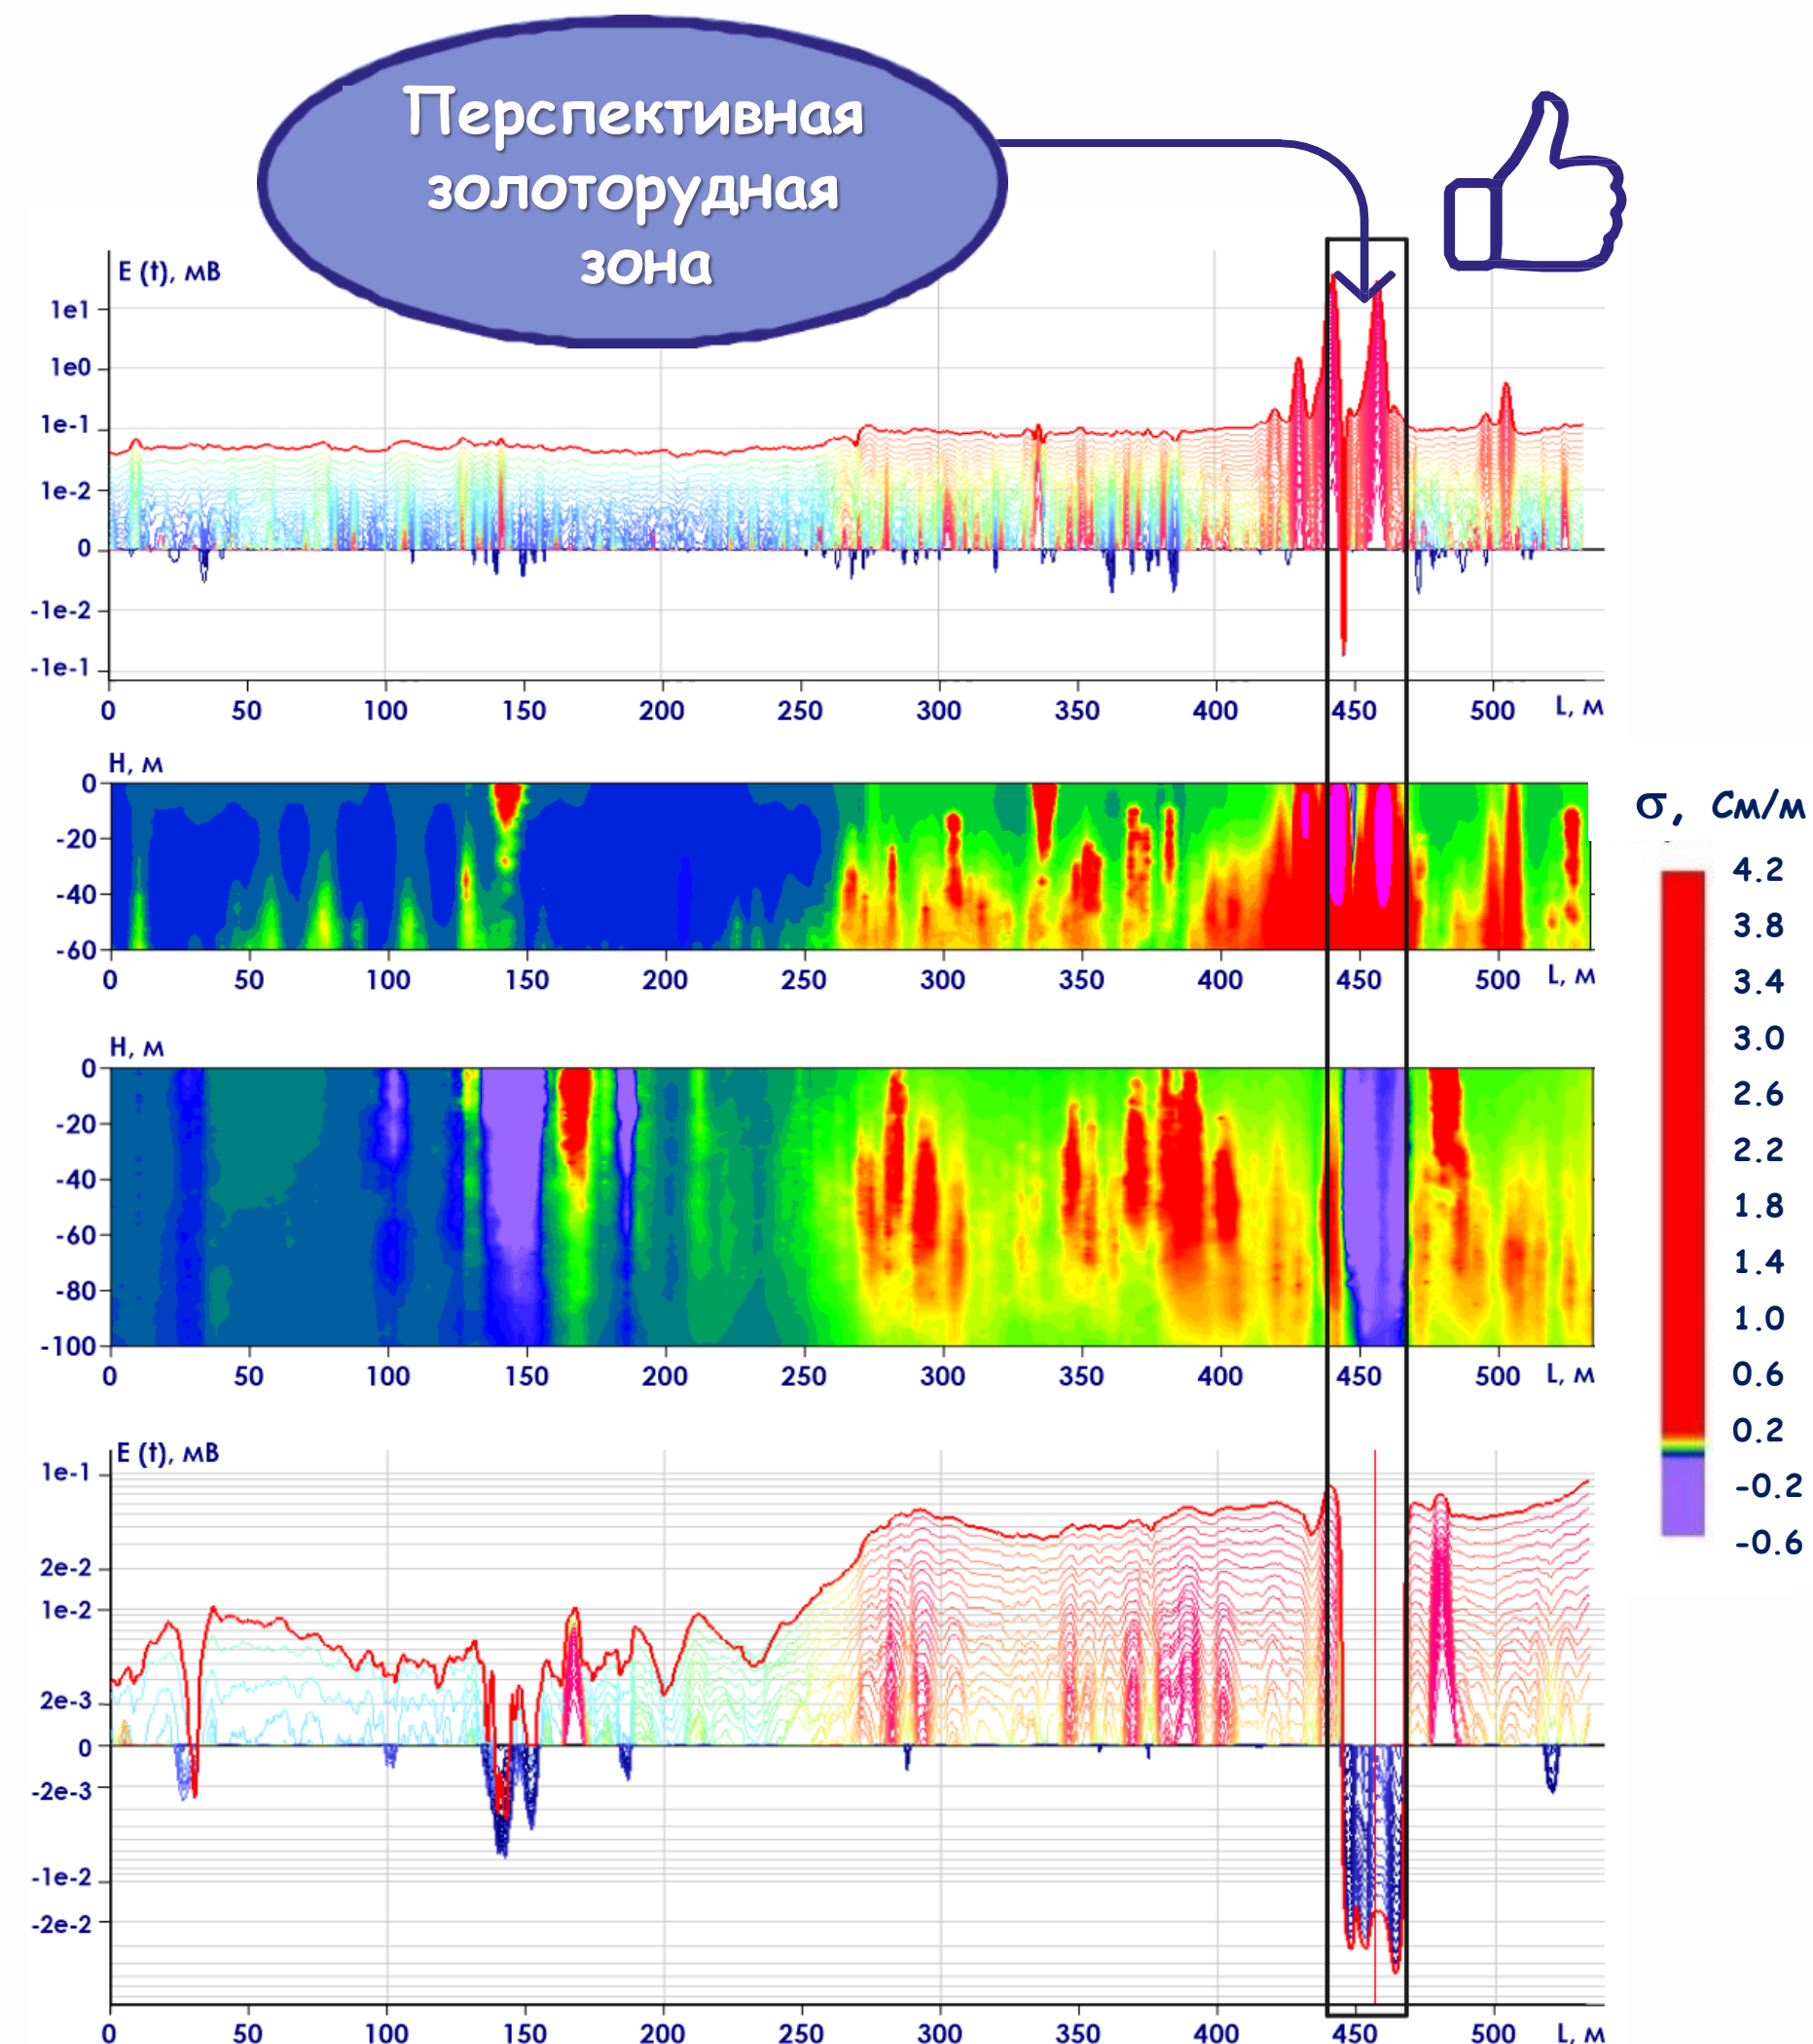 Перспективная
золоторудная
зона
E (t), мВ
1e1
1e0
1e-1
1e-2
0
-1e-2
-1e-1
0 50 100 150 200 250 300 350 400 450 500 L, м
H, м
0
-20
-40
-60
0 50 100 150 200 250 300 350 400 450 500 L, м
σ, См/м
4.2
3.8
3.4
3.0
2.6
2.2
1.8
1.4
1.0
0.6
0.2
-0.2
-0.6
H, м
0
-20
-40
-60
-80
-100
0 50 100 150 200 250 300 350 400 450 500 L, м
E (t), мВ
1e-1
2e-2
1e-2
2e-3
0
-2e-3
-1e-2
-2e-2
0 50 100 150 200 250 300 350 400 450 500 L, м